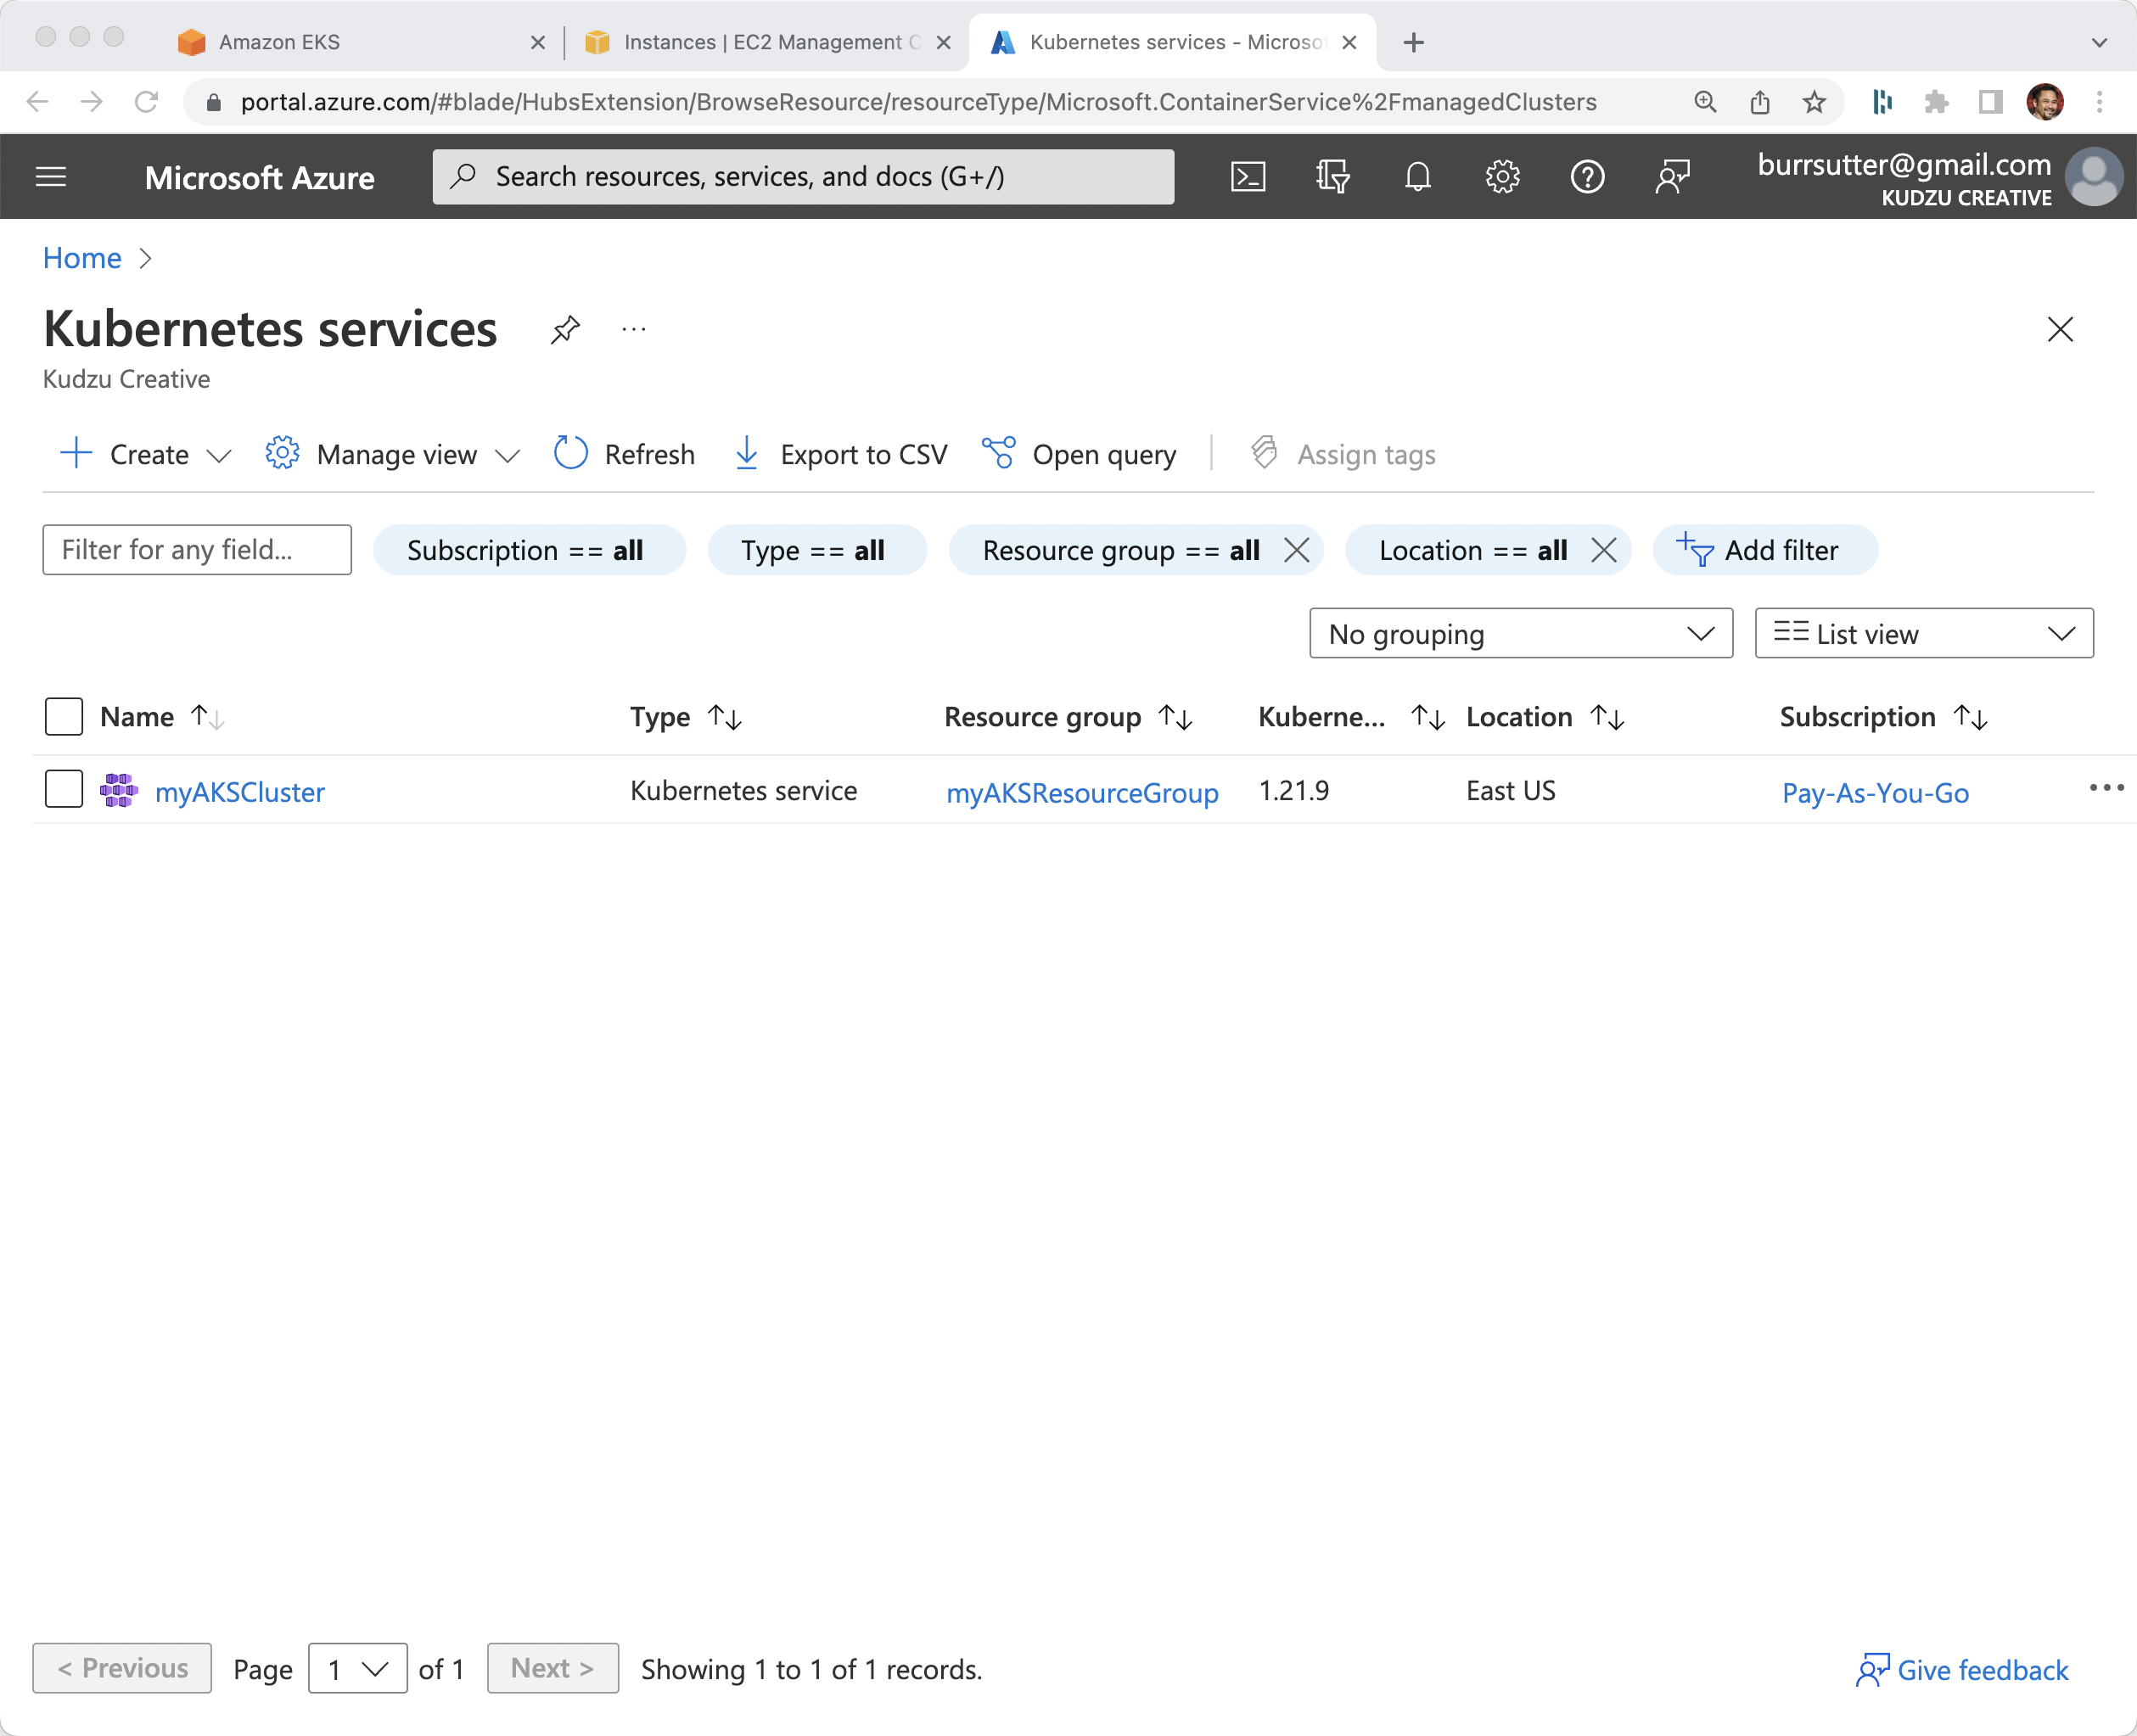 Amazon EKS
Instances | EC2 Management C
Kubernetes services - Microsof
portal.azure.com/#blade/HubsExtension/BrowseResource/resourceType/Microsoft.ContainerService%2FmanagedClusters
Microsoft Azure
Search resources, services, and docs (G+/)
burrsutter@gmail.com
KUDZU CREATIVE
Home
Kubernetes services
...
Kudzu Creative
Create
Manage view
Refresh
Export to CSV
Open query
Assign tags
Filter for any field...
Subscription == all
Type == all
Resource group == all
Location == all
Add filter
No grouping
List view
Name
Type
Resource group
Kuberne...
Location
Subscription
myAKSCluster
Kubernetes service
myAKSResourceGroup
1.21.9
East US
Pay-As-You-Go
< Previous
Page
1
of 1
Next >
Showing 1 to 1 of 1 records.
Give feedback